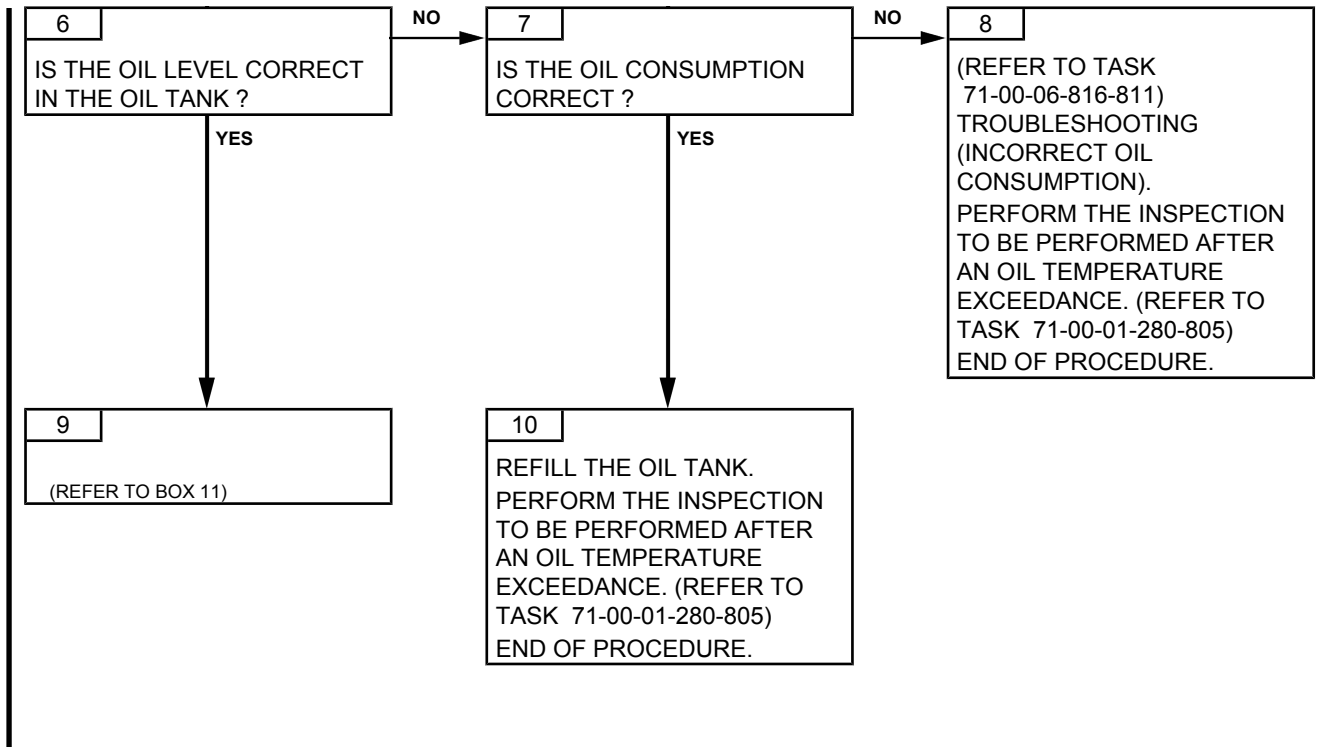 6
IS THE OIL LEVEL CORRECT
IN THE OIL TANK ?
NO
YES
7
IS THE OIL CONSUMPTION
CORRECT ?
NO
YES
8
(REFER TO TASK
71-00-06-816-811)
TROUBLESHOOTING
(INCORRECT OIL
CONSUMPTION).
PERFORM THE INSPECTION
TO BE PERFORMED AFTER
AN OIL TEMPERATURE
EXCEEDANCE. (REFER TO
TASK 71-00-01-280-805)
END OF PROCEDURE.
9
(REFER TO BOX 11)
10
REFILL THE OIL TANK.
PERFORM THE INSPECTION
TO BE PERFORMED AFTER
AN OIL TEMPERATURE
EXCEEDANCE. (REFER TO
TASK 71-00-01-280-805)
END OF PROCEDURE.